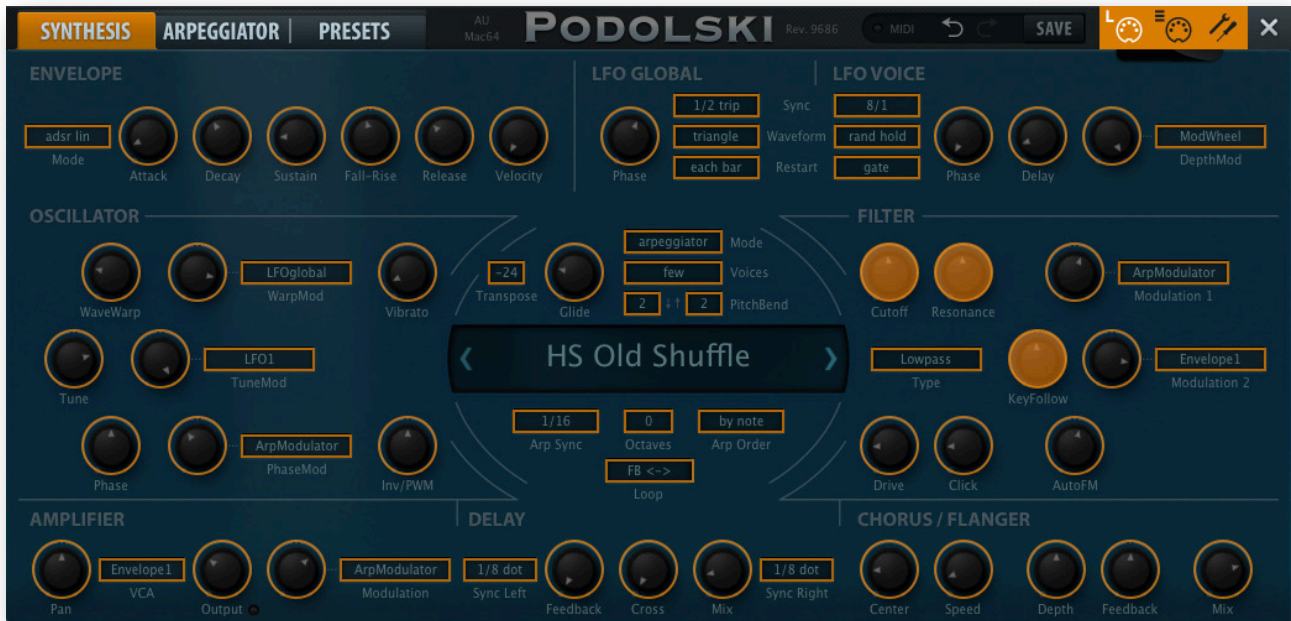 SYNTHESIS ARPEGGIATOR PRESETS AU Mac64 PODOLSKI Rev. 9686 MIDI SAVE L
ENVELOPE LFO GLOBAL LFO VOICE
1/2 trip Sync 8/1
adsr lin triangle Waveform rand hold ModWheel
Mode each bar Restart gate DepthMod
Attack Decay Sustain Fall-Rise Release Velocity Phase Phase Delay
OSCILLATOR FILTER
arpeggiator Mode
LFOglobal -24 few Voices ArpModulator
WarpMod Transpose Modulation 1
WaveWarp Vibrato Glide 2 ↓↑ 2 PitchBend Cutoff Resonance
LFO1 HS Old Shuffle Lowpass Envelope1
TuneMod Type Modulation 2
Tune KeyFollow
1/16 0 by note
ArpModulator Arp Sync Octaves Arp Order
PhaseMod FB <->
Phase Inv/PWM Loop Drive Click AutoFM
AMPLIFIER DELAY CHORUS / FLANGER
Envelope1 ArpModulator 1/8 dot 1/8 dot
VCA Modulation Sync Left Sync Right
Pan Output Feedback Cross Mix Center Speed Depth Feedback Mix